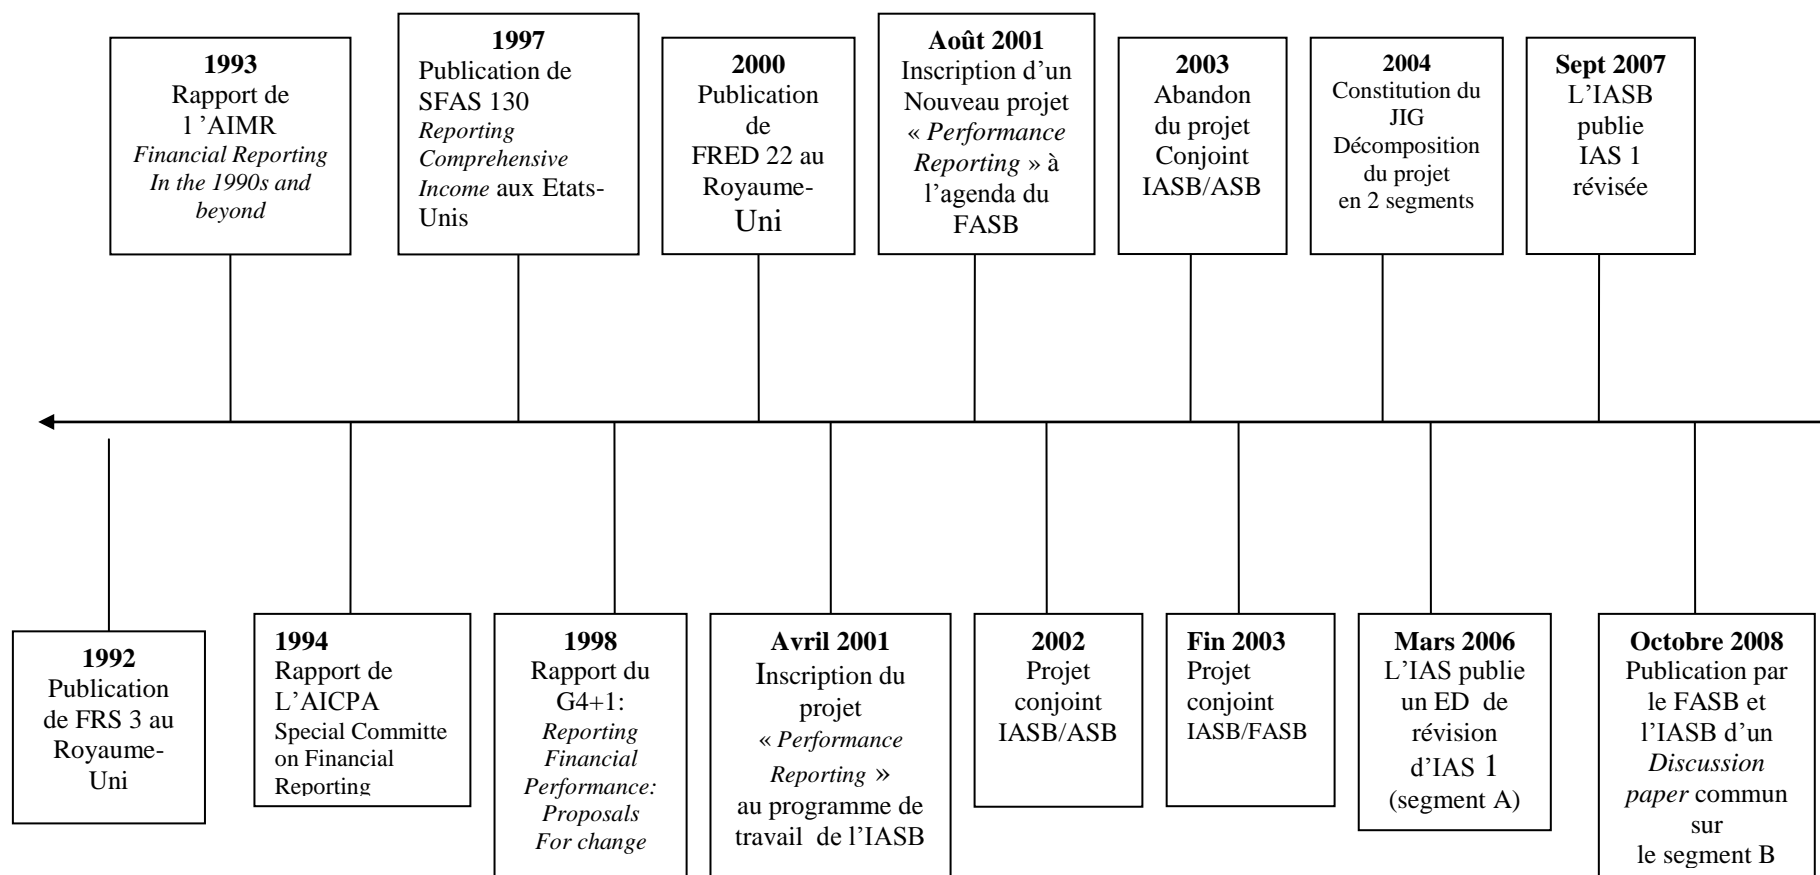 1993
Rapport de
l ’AIMR
Financial Reporting
In the 1990s and
beyond
1997
Publication de
SFAS 130
Reporting
Comprehensive
Income aux Etats-
Unis
2000
Publication
de
FRED 22 au
Royaume-
Uni
Août 2001
Inscription d’un
Nouveau projet
« Performance
Reporting » à
l’agenda du
FASB
2003
Abandon
du projet
Conjoint
IASB/ASB
2004
Constitution du
JIG
Décomposition
du projet
en 2 segments
Sept 2007
L’IASB
publie
IAS 1
révisée
1992
Publication
de FRS 3 au
Royaume-
Uni
1994
Rapport de
L’AICPA
Special Committe
on Financial
Reporting
1998
Rapport du
G4+1:
Reporting
Financial
Performance:
Proposals
For change
Avril 2001
Inscription du
projet
« Performance
Reporting »
au programme de
travail de l’IASB
2002
Projet
conjoint
IASB/ASB
Fin 2003
Projet
conjoint
IASB/FASB
Mars 2006
L’IAS publie
un ED de
révision
d’IAS 1
(segment A)
Octobre 2008
Publication par
le FASB et
l’IASB d’un
Discussion
paper commun
sur
le segment B